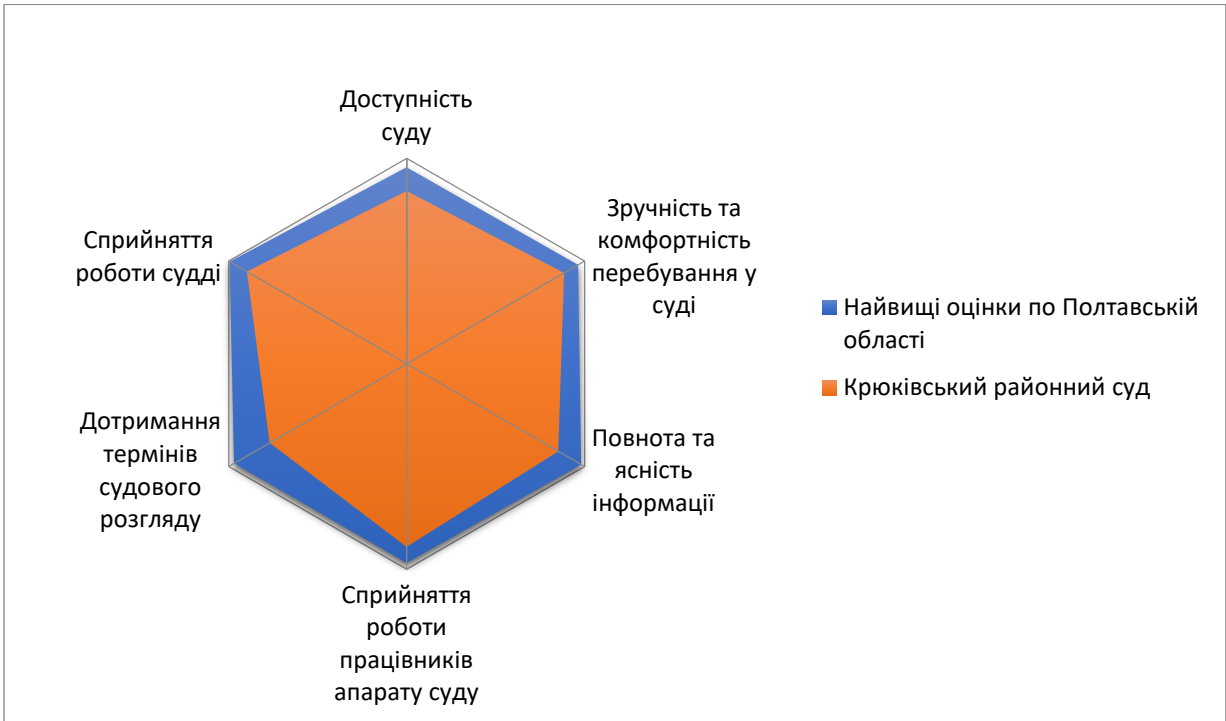 Доступність
суду
Зручність та
комфортність
перебування у
суді
Повнота та
ясність
інформації
Сприйняття
роботи
працівників
апарату суду
Дотримання
термінів
судового
розгляду
Сприйняття
роботи судді
Найвищі оцінки по Полтавській
області
Крюківський районний суд